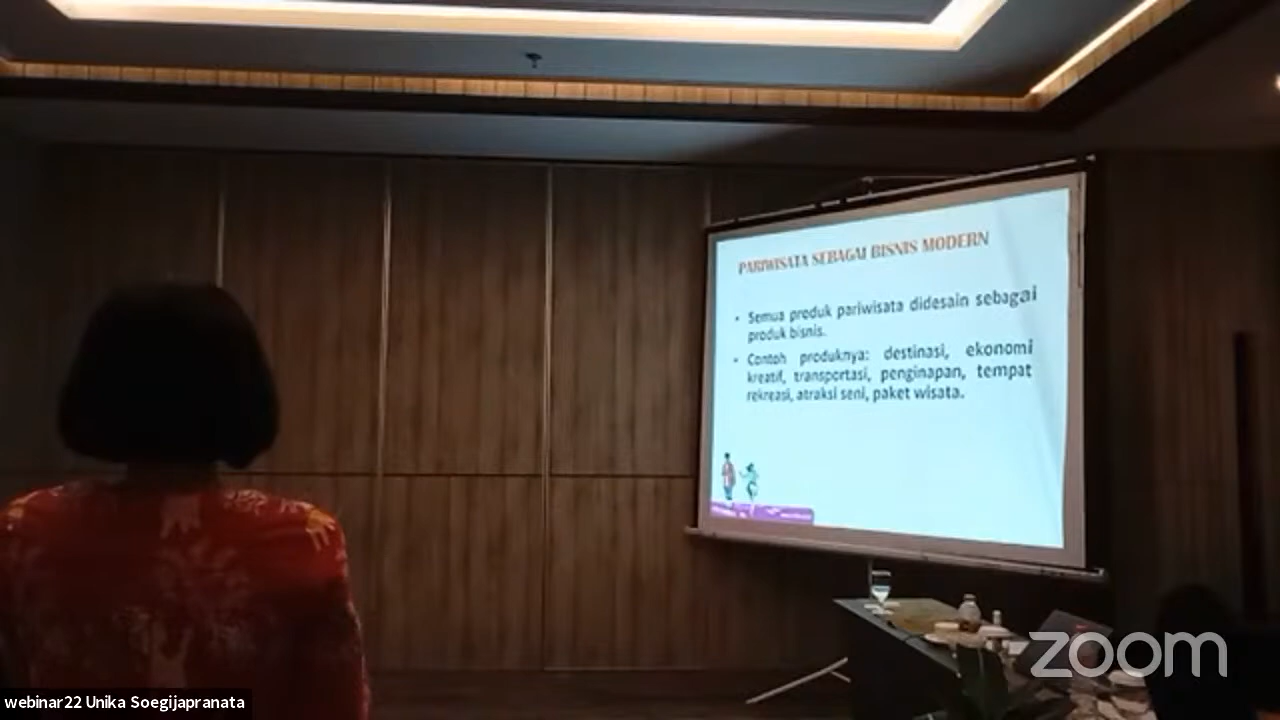 PARIWISATA SEBAGAI BISNIS MODERN
• Semua produk pariwisata didesain sebagai
produk bisnis.
• Contoh produknya: destinasi, ekonomi
kreatif, transportasi, penginapan, tempat
rekreasi, atraksi seni, paket wisata.
zoom
webinar22 Unika Soegijapranata